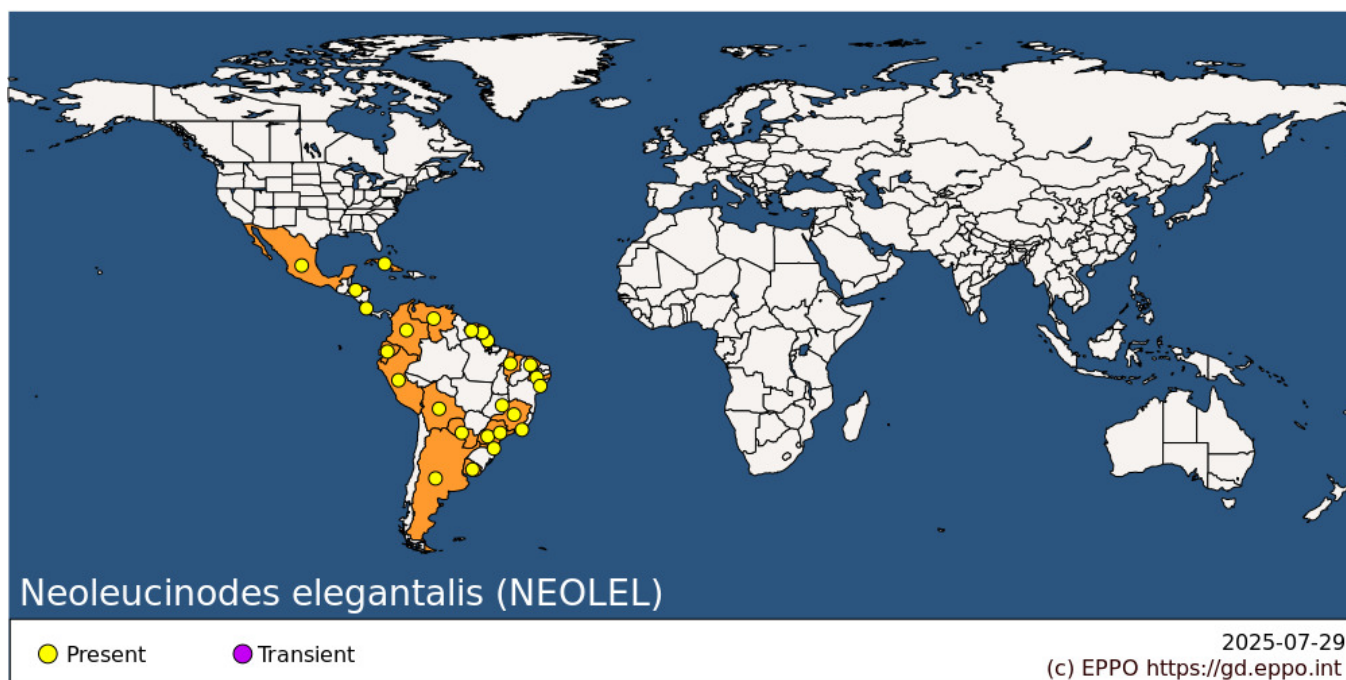 Neoleucinodes elegantalis (NEOLEL)
Present
Transient
2025-07-29
(c) EPPO https://gd.eppo.int